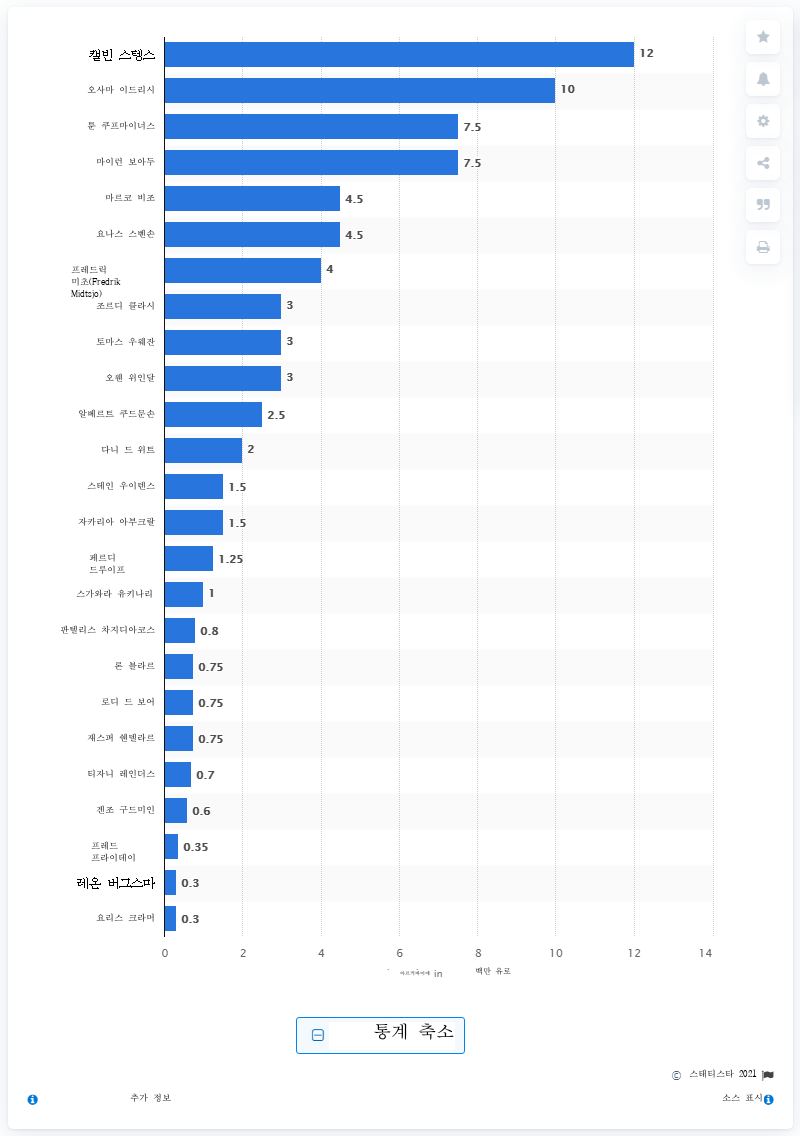 캘빈 스텡스 12
오사마 이드리시 10
툰 쿠프마이너스 7.5
마이런 보아두 7.5
마르코 비조 4.5
요나스 스벤손 4.5
프레드릭 4
미츠(Fredrik
Midtsjo)
조르디 클라시 3
토마스 우웨잔 3
오웬 위인달 3
알베르트 쿠드문손 2.5
다니 드 위트 2
스테인 우이텐스 1.5
자카리아 아부크랄 1.5
페르디 1.25
드루이프
스가와라 유키나리 1
판텔리스 차지디아코스 0.8
론 블라르 0.75
로디 드 보어 0.75
재스퍼 쉔델라르 0.75
티자니 레인더스 0.7
켄조 구드미인 0.6
프레드 0.35
프라이데이
레온 버그스마 0.3
요리스 크라머 0.3
0 2 4 6 8 10 12 14
in 백만 유로
통계 축소
© 스태티스타 2021
추가 정보 소스 표시